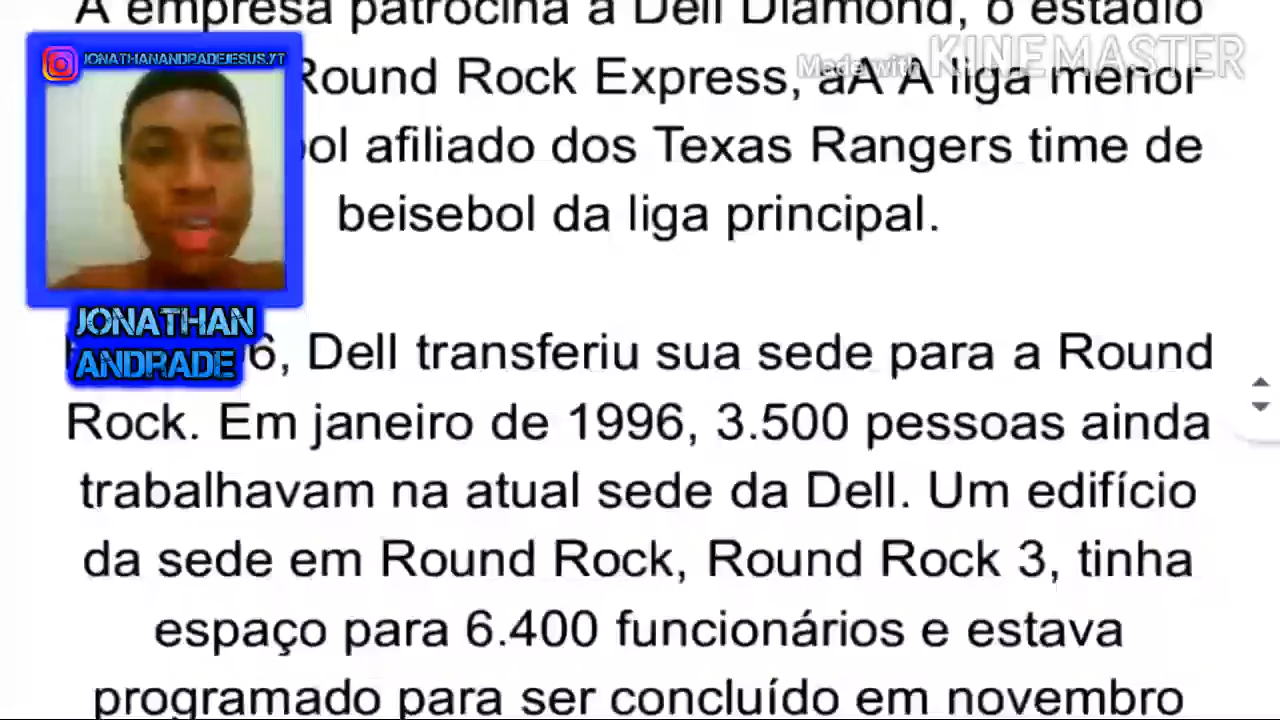 A empresa patrocina a Dell Diamond, o estádio
JONATHANANDRADEJESUS.YT
Made with KINEMASTER
Round Rock Express, aA A liga menor
afiliado dos Texas Rangers time de
beisebol da liga principal.
JONATHAN
ANDRADE
6, Dell transferiu sua sede para a Round
Rock. Em janeiro de 1996, 3.500 pessoas ainda
trabalhavam na atual sede da Dell. Um edifício
da sede em Round Rock, Round Rock 3, tinha
espaço para 6.400 funcionários e estava
programado para ser concluído em novembro